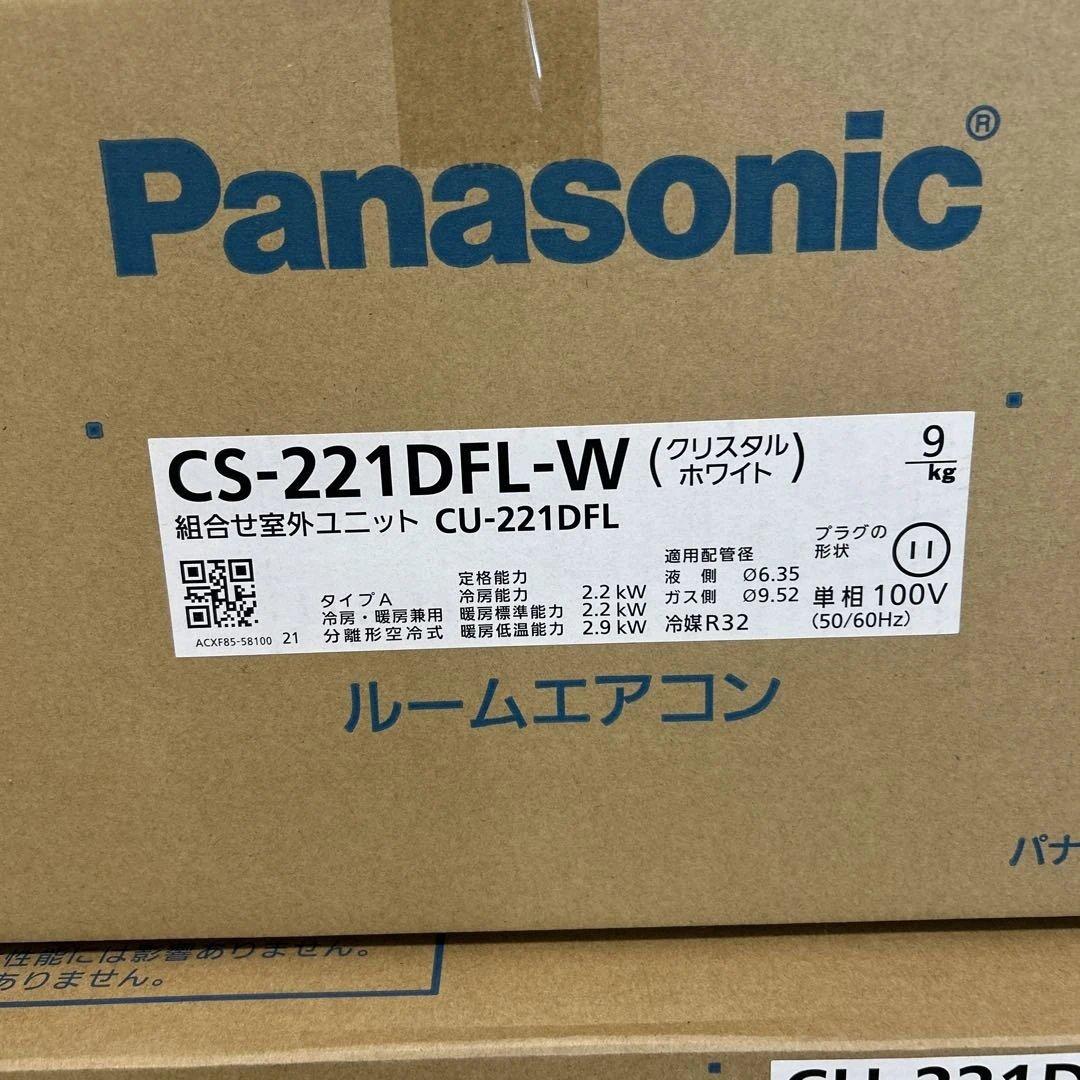 Panasonic®
CS-221DFL-W (クリスタルホワイト) 9 kg
組合せ室外ユニット CU-221DFL
ACXF85-58100 21
タイプA
冷房・暖房兼用
分離形空冷式
定格能力
冷房能力 2.2 kW
暖房標準能力 2.2 kW
暖房低温能力 2.9 kW
適用配管径
液側 Ø6.35
ガス側 Ø9.52
冷媒R32
プラグの
形状
単相 100V
(50/60Hz)
ルームエアコン
パナ
性能には影響ありません。
ありません。
CU-221D